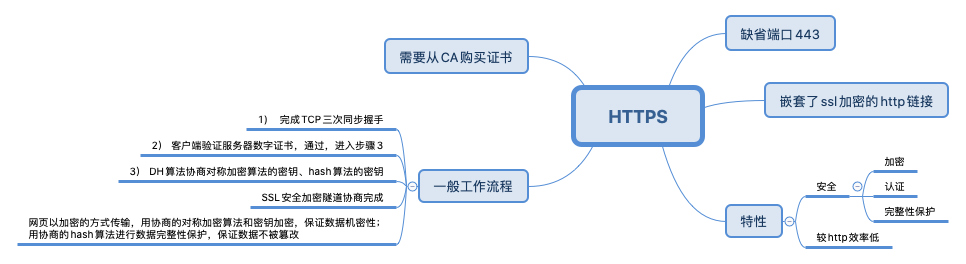 HTTPS
缺省端口443
嵌套了ssl加密的http链接
特性
安全
加密
认证
完整性保护
较http效率低
需要从CA购买证书
一般工作流程
1） 完成TCP三次同步握手
2） 客户端验证服务器数字证书，通过，进入步骤3
3） DH算法协商对称加密算法的密钥、hash算法的密钥
SSL安全加密隧道协商完成
网页以加密的方式传输，用协商的对称加密算法和密钥加密，保证数据机密性；
用协商的hash算法进行数据完整性保护，保证数据不被篡改